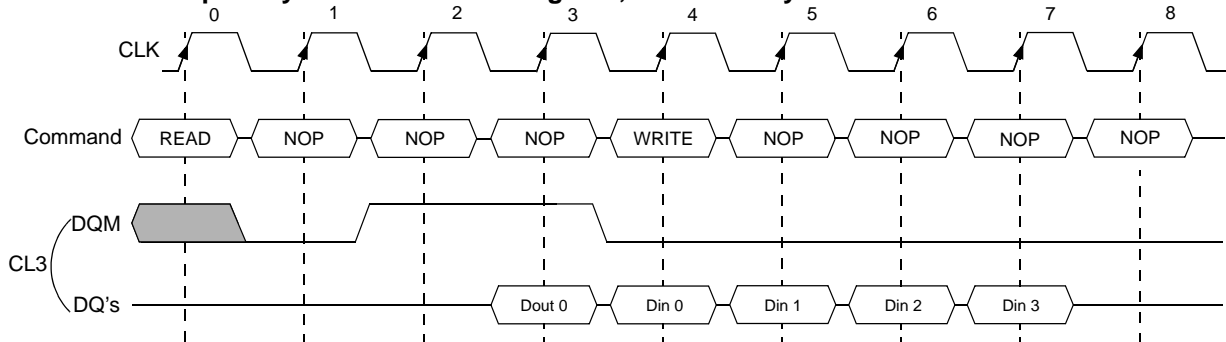 0 1 2 3 4 5 6 7 8
CLK
Command READ NOP NOP NOP WRITE NOP NOP NOP NOP
DQM
CL3
DQ's Dout 0 Din 0 Din 1 Din 2 Din 3